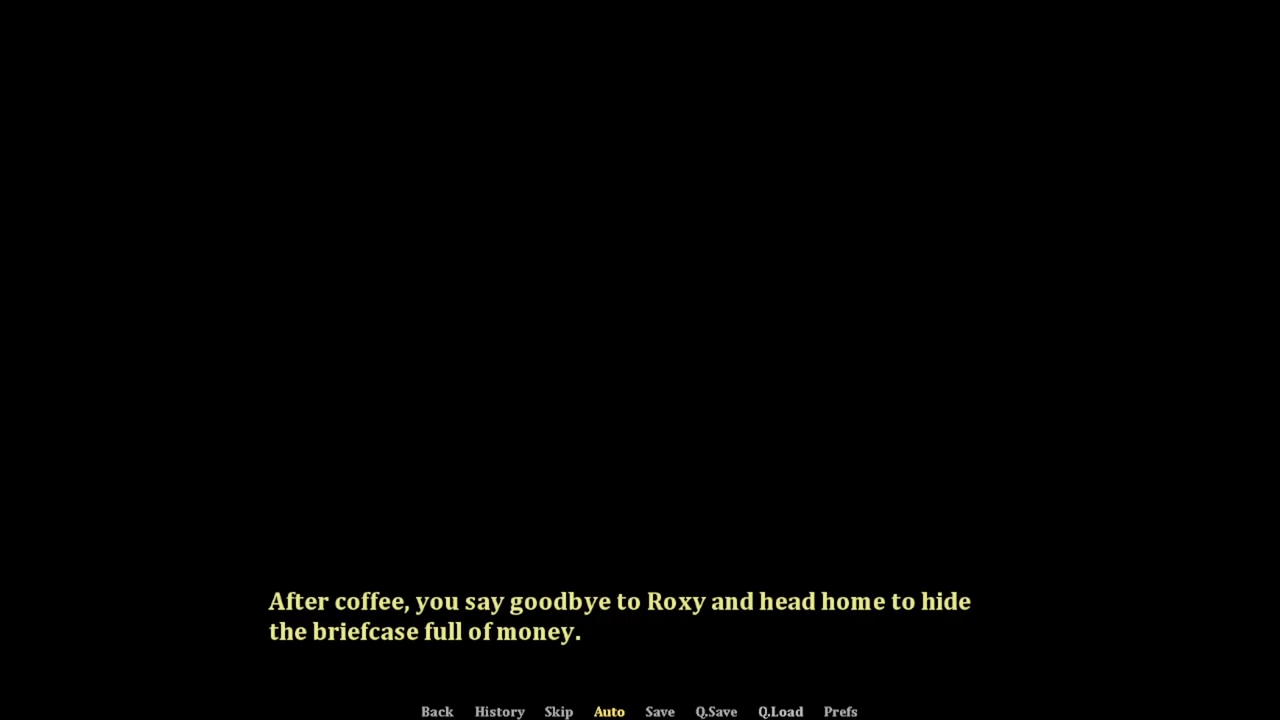 After coffee, you say goodbye to Roxy and head home to hide
the briefcase full of money.
Back History Skip Auto Save Q.Save Q.Load Prefs